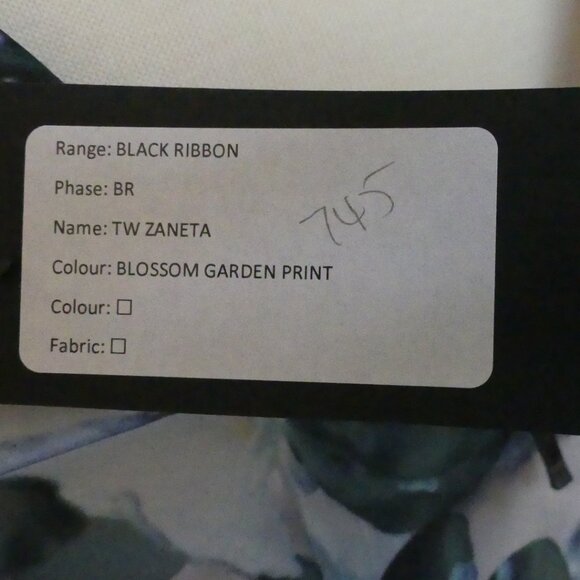 Range: BLACK RIBBON
Phase: BR
Name: TW ZANETA
745
Colour: BLOSSOM GARDEN PRINT
Colour: ☐
Fabric: ☐